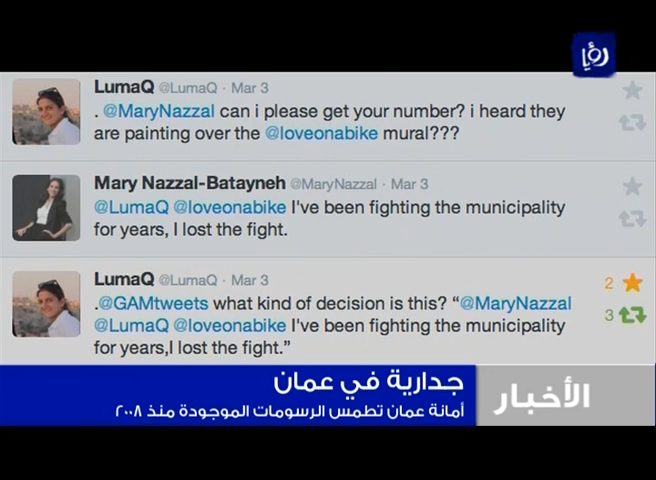 رؤيا
LumaQ @LumaQ · Mar 3
. @MaryNazzal can i please get your number? i heard they
are painting over the @loveonabike mural???
Mary Nazzal-Batayneh @MaryNazzal · Mar 3
@LumaQ @loveonabike I've been fighting the municipality
for years, I lost the fight.
LumaQ @LumaQ · Mar 3
.@GAMtweets what kind of decision is this? “@MaryNazzal
@LumaQ @loveonabike I've been fighting the municipality
for years,I lost the fight.”
2
3
جدارية في عمان
أمانة عمان تطمس الرسومات الموجودة منذ ٢٠٠٨
الأخبار